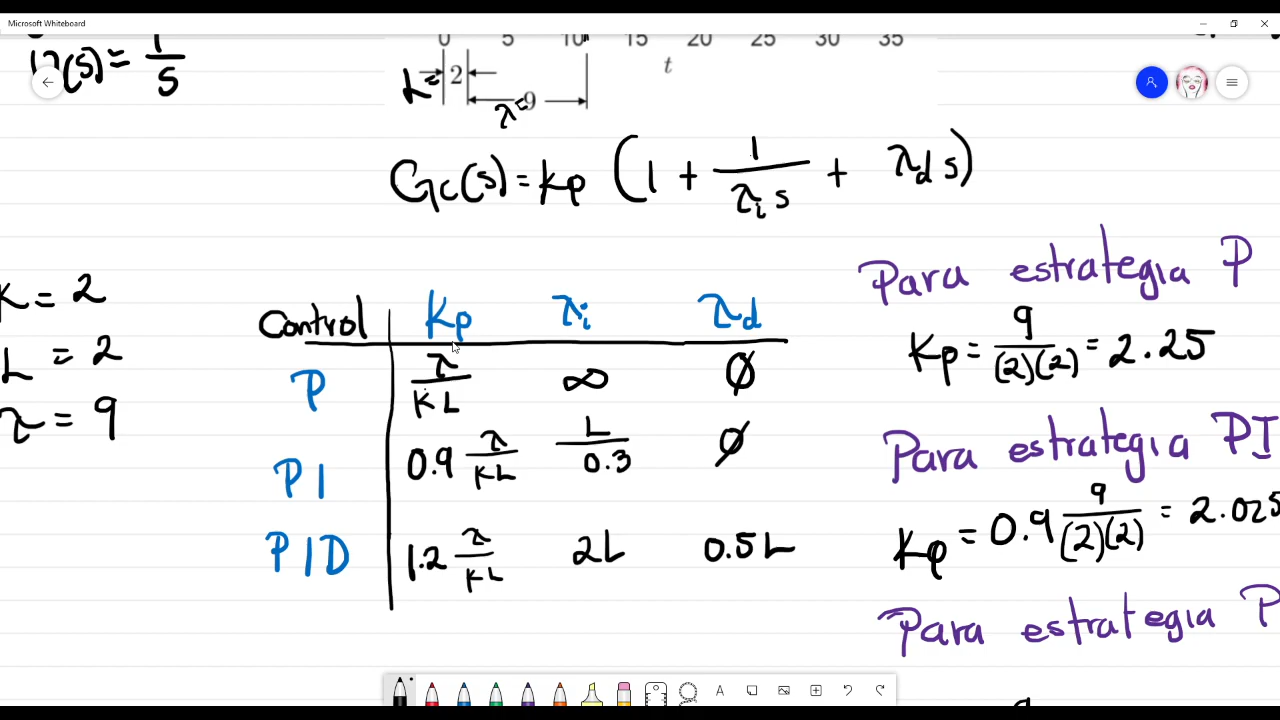 Microsoft Whiteboard
0 5 10 15 20 25 30 35
t
R(s) = 1/s
L = 2
τ = 9
Gc(s) = Kp (1 + 1/(τi s) + τd s)
K = 2
L = 2
τ = 9
Control Kp τi τd
P τ/KL ∞ ∅
PI 0.9 τ/KL L/0.3 ∅
PID 1.2 τ/KL 2L 0.5L
Para estrategia P
Kp = 9/(2)(2) = 2.25
Para estrategia PI
Kp = 0.9 9/(2)(2) = 2.025
Para estrategia P
A